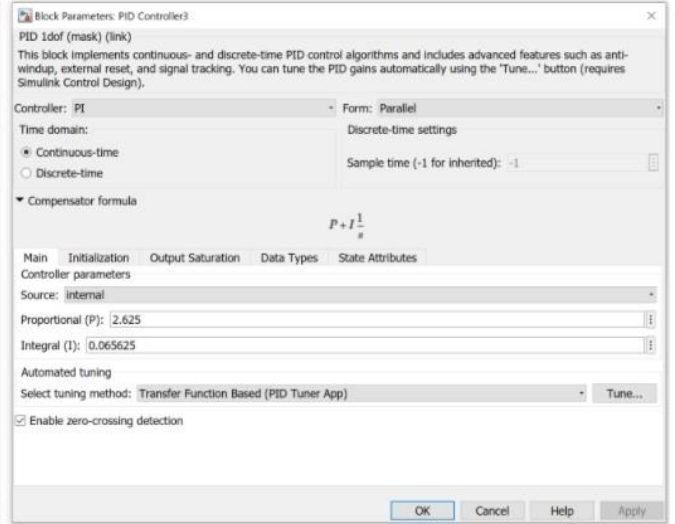 Block Parameters: PID Controller3
PID 1dof (mask) (link)
This block implements continuous- and discrete-time PID control algorithms and includes advanced features such as anti-
windup, external reset, and signal tracking. You can tune the PID gains automatically using the 'Tune...' button (requires
Simulink Control Design).
Controller: PI Form: Parallel
Time domain: Discrete-time settings
Continuous-time
Sample time (-1 for inherited): -1
Discrete-time
Compensator formula
P+I 1/s
Main Initialization Output Saturation Data Types State Attributes
Controller parameters
Source: internal
Proportional (P): 2.625
Integral (I): 0.065625
Automated tuning
Select tuning method: Transfer Function Based (PID Tuner App) Tune...
Enable zero-crossing detection
OK Cancel Help Apply